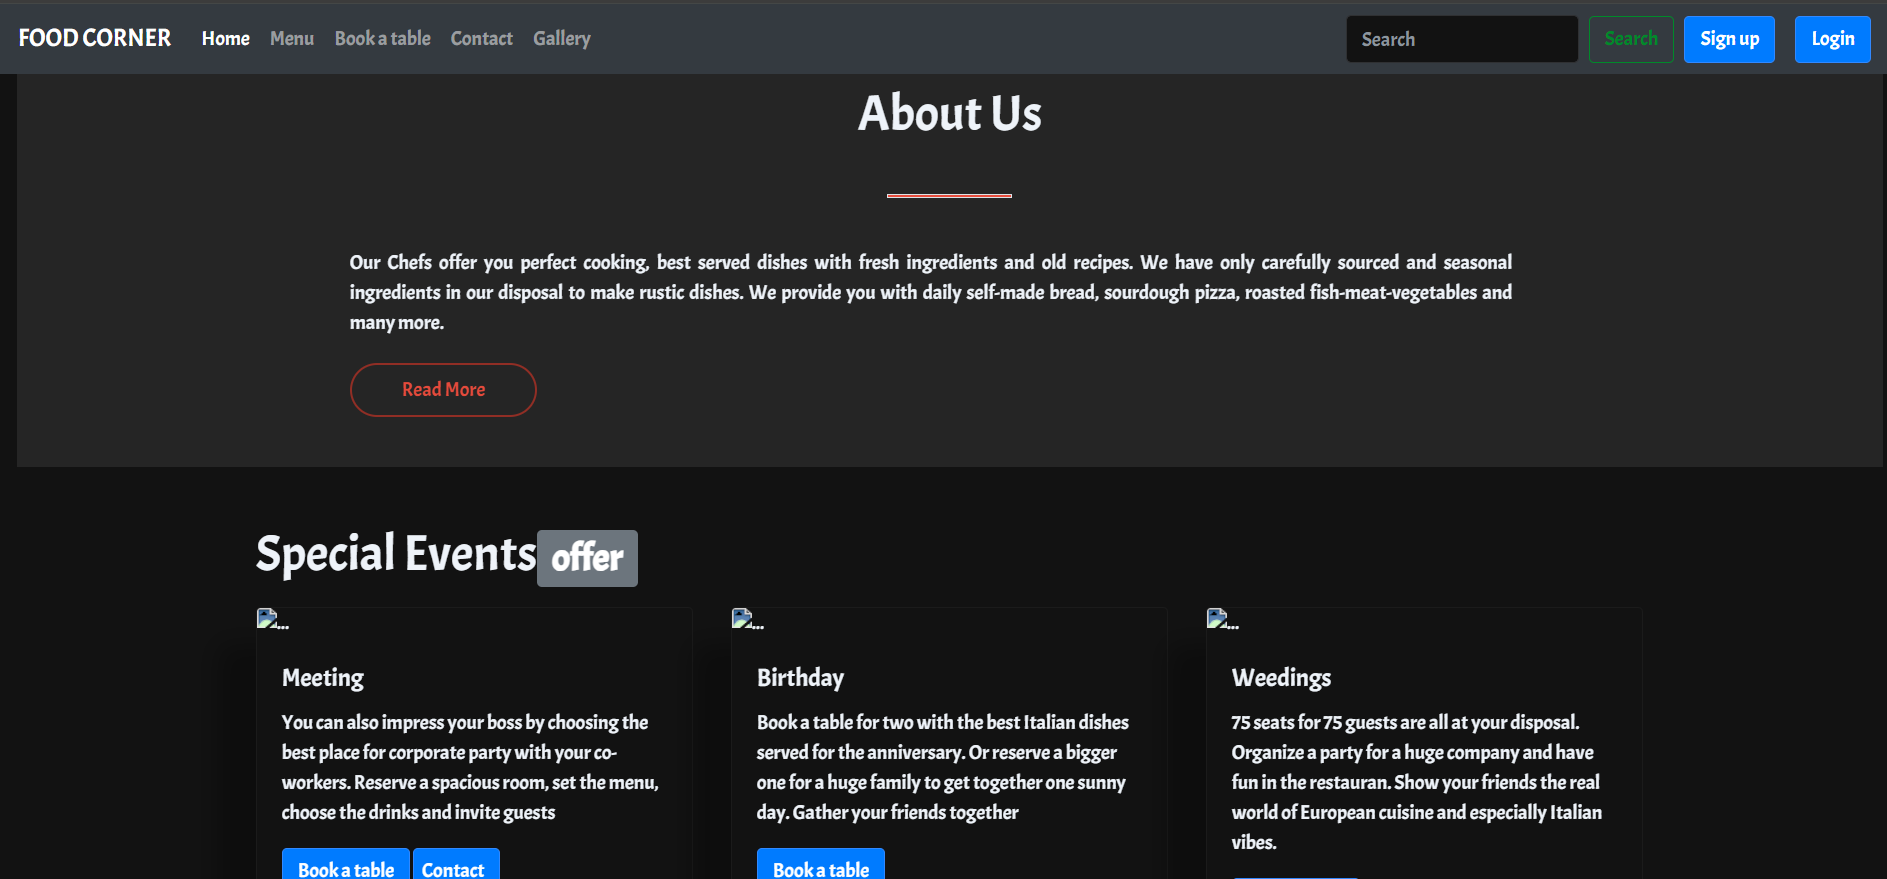 FOOD CORNER Home Menu Book a table Contact Gallery Search Search Sign up Login
About Us
Our Chefs offer you perfect cooking, best served dishes with fresh ingredients and old recipes. We have only carefully sourced and seasonal
ingredients in our disposal to make rustic dishes. We provide you with daily self-made bread, sourdough pizza, roasted fish-meat-vegetables and
many more.
Read More
Special Events offer
...
Meeting
You can also impress your boss by choosing the
best place for corporate party with your co-
workers. Reserve a spacious room, set the menu,
choose the drinks and invite guests
Book a table Contact
...
Birthday
Book a table for two with the best Italian dishes
served for the anniversary. Or reserve a bigger
one for a huge family to get together one sunny
day. Gather your friends together
Book a table
...
Weedings
75 seats for 75 guests are all at your disposal.
Organize a party for a huge company and have
fun in the restauran. Show your friends the real
world of European cuisine and especially Italian
vibes.